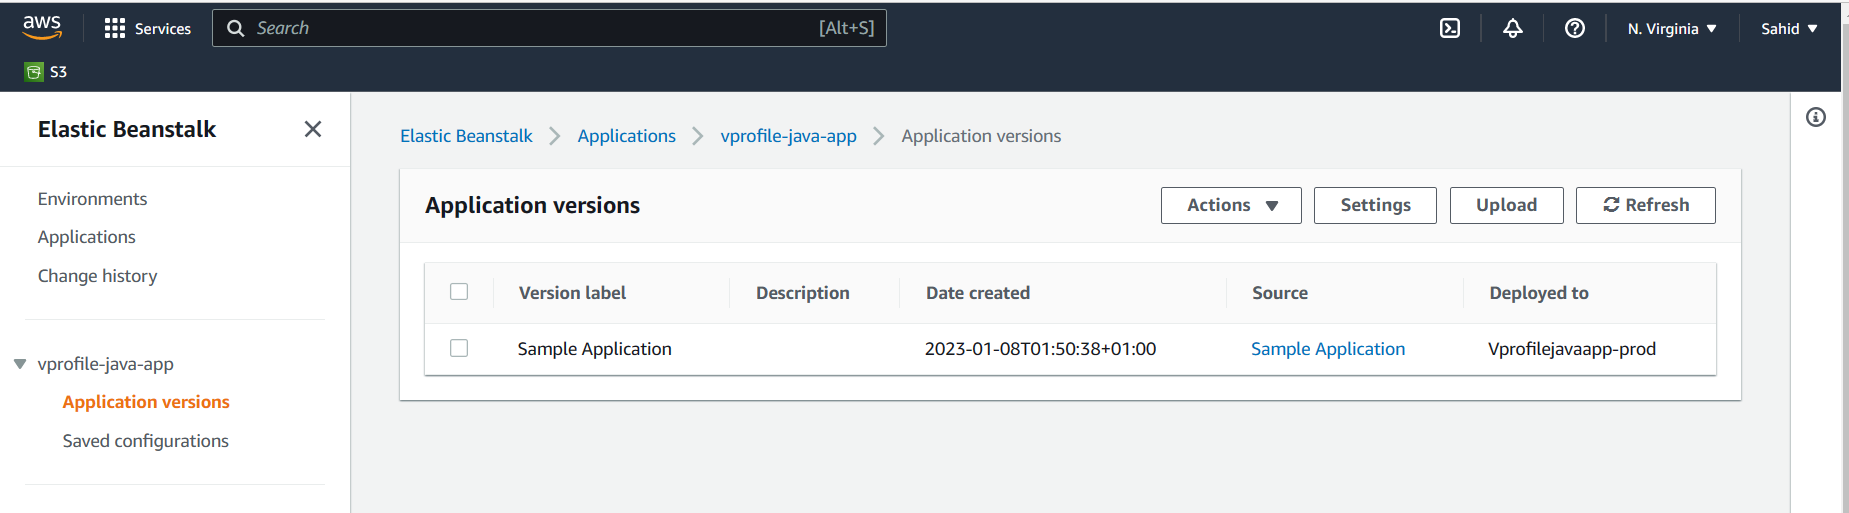 aws Services Search [Alt+S] N. Virginia Sahid
S3
Elastic Beanstalk
Environments
Applications
Change history
vprofile-java-app
Application versions
Saved configurations
Elastic Beanstalk Applications vprofile-java-app Application versions
Application versions Actions Settings Upload Refresh
Version label Description Date created Source Deployed to
Sample Application 2023-01-08T01:50:38+01:00 Sample Application Vprofilejavaapp-prod